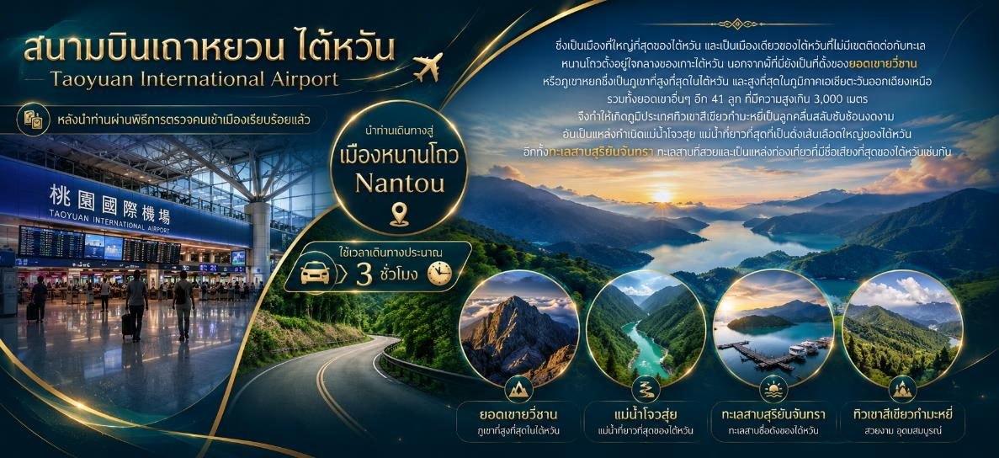 สนามบินเถาหยวน ไต้หวัน
Taoyuan International Airport
หลังนำท่านผ่านพิธีการตรวจคนเข้าเมืองเรียบร้อยแล้ว
桃園國際機場
TAOYUAN INTERNATIONAL AIRPORT
นำท่านเดินทางสู่
เมืองหนานโถว
Nantou
ใช้เวลาเดินทางประมาณ
3 ชั่วโมง
ซึ่งเป็นเมืองที่ใหญ่ที่สุดของไต้หวัน และเป็นเมืองเดียวของไต้หวันที่ไม่มีเขตติดต่อกับทะเล
หนานโถวตั้งอยู่ใจกลางของเกาะไต้หวัน นอกจากผู้ที่นี่ยังเป็นที่ตั้งของยอดเขายวี่ซาน
หรือภูเขาหยกซึ่งเป็นภูเขาที่สูงที่สุดในไต้หวัน และสูงที่สุดในภูมิภาคเอเชียตะวันออกเฉียงเหนือ
รวมทั้งยอดเขาอื่นๆ อีก 41 ลูก ที่มีความสูงเกิน 3,000 เมตร
จึงทำให้เกิดภูมิประเทศทิวเขาสีเขียวกำมะหยี่เป็นลูกคลื่นสลับซับซ้อนงดงาม
อันเป็นแหล่งกำเนิดแม่น้ำโจวสุ่ย แม่น้ำที่ยาวที่สุดที่เป็นดั่งเส้นเลือดใหญ่ของไต้หวัน
อีกทั้งทะเลสาบสุริยันจันทรา ทะเลสาบที่สวยและเป็นแหล่งท่องเที่ยวที่มีชื่อเสียงที่สุดของไต้หวันเช่นกัน
ยอดเขายวี่ซาน
ภูเขาที่สูงที่สุดในไต้หวัน
แม่น้ำโจวสุ่ย
แม่น้ำที่ยาวที่สุดของไต้หวัน
ทะเลสาบสุริยันจันทรา
ทะเลสาบชื่อดังของไต้หวัน
ทิวเขาสีเขียวกำมะหยี่
สวยงาม อุดมสมบูรณ์